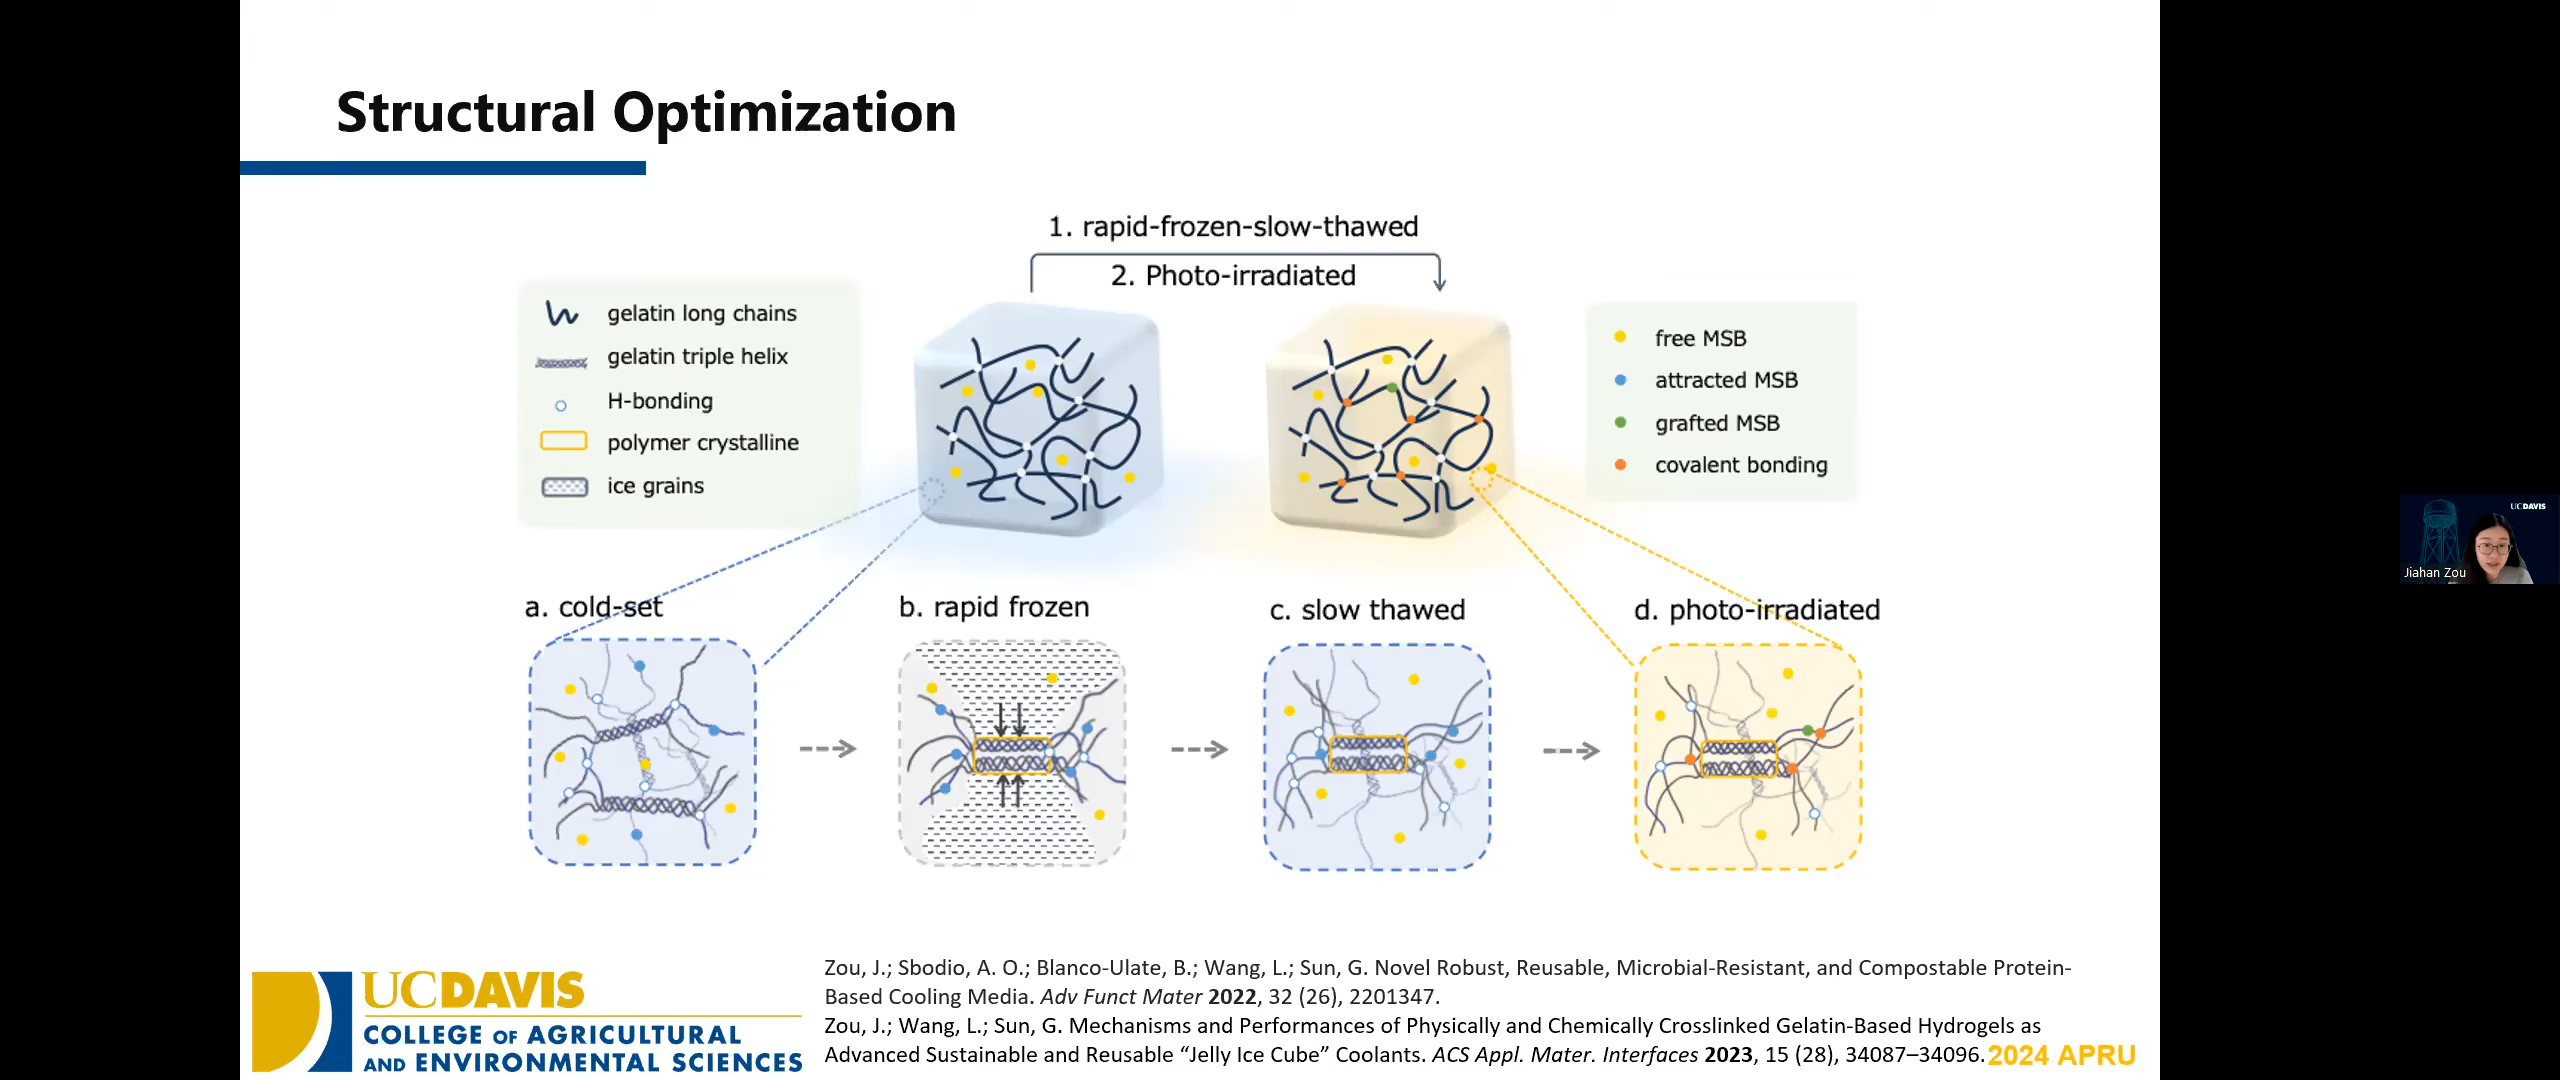 Structural Optimization
1. rapid-frozen-slow-thawed
2. Photo-irradiated
gelatin long chains
gelatin triple helix
H-bonding
polymer crystalline
ice grains
free MSB
attracted MSB
grafted MSB
covalent bonding
UCDAVIS
Jiahan Zou
a. cold-set
b. rapid frozen
c. slow thawed
d. photo-irradiated
UCDAVIS
COLLEGE OF AGRICULTURAL
AND ENVIRONMENTAL SCIENCES
Zou, J.; Sbodio, A. O.; Blanco-Ulate, B.; Wang, L.; Sun, G. Novel Robust, Reusable, Microbial-Resistant, and Compostable Protein-
Based Cooling Media. Adv Funct Mater 2022, 32 (26), 2201347.
Zou, J.; Wang, L.; Sun, G. Mechanisms and Performances of Physically and Chemically Crosslinked Gelatin-Based Hydrogels as
Advanced Sustainable and Reusable “Jelly Ice Cube” Coolants. ACS Appl. Mater. Interfaces 2023, 15 (28), 34087–34096.
2024 APRU